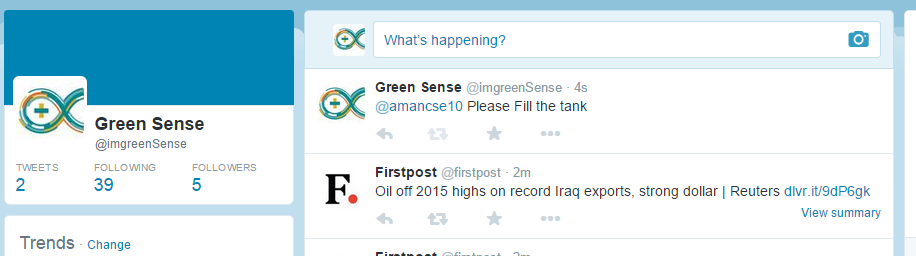 Green Sense
@imgreenSense
TWEETS FOLLOWING FOLLOWERS
2 39 5
Trends · Change
What's happening?
Green Sense @imgreenSense · 4s
@amancse10 Please Fill the tank
F.
Firstpost @firstpost · 2m
Oil off 2015 highs on record Iraq exports, strong dollar | Reuters dlvr.it/9dP6gk
View summary
Firstpost @firstpost · 2m